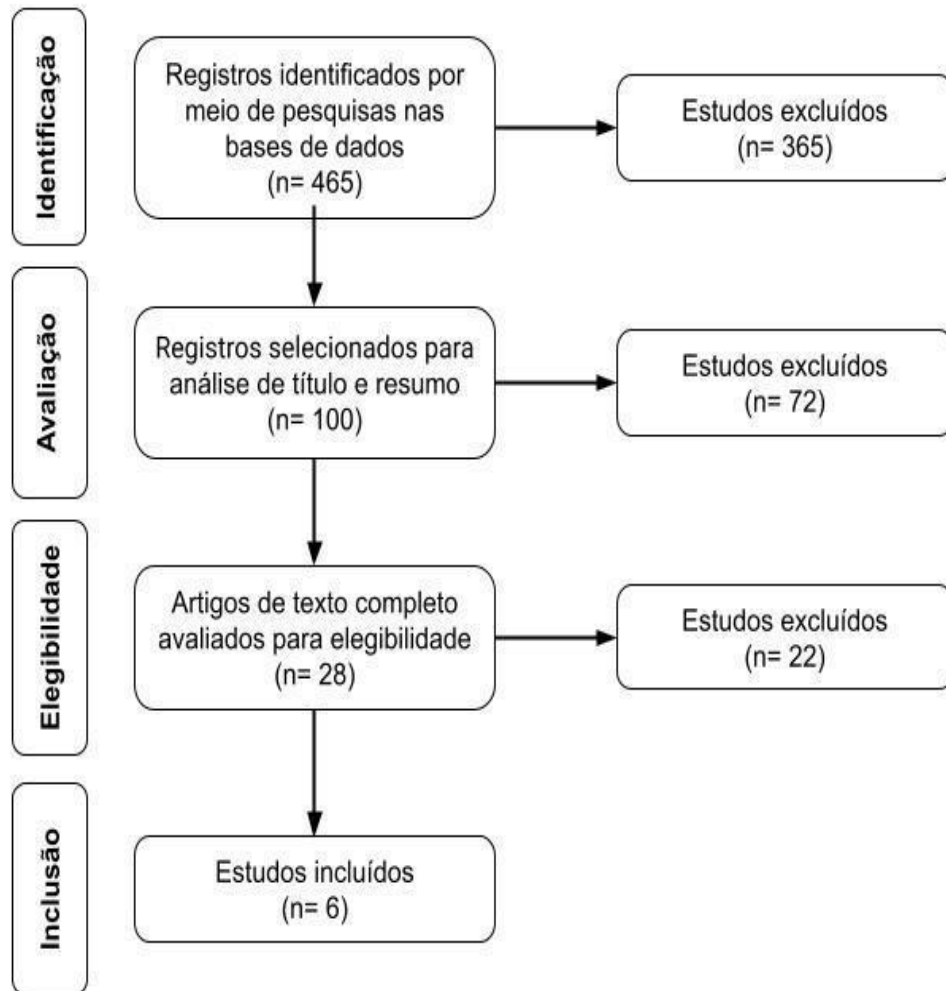 Identificação
Registros identificados por
meio de pesquisas nas
bases de dados
(n= 465)
Estudos excluídos
(n= 365)
Avaliação
Registros selecionados para
análise de título e resumo
(n= 100)
Estudos excluídos
(n= 72)
Elegibilidade
Artigos de texto completo
avaliados para elegibilidade
(n= 28)
Estudos excluídos
(n= 22)
Inclusão
Estudos incluídos
(n= 6)